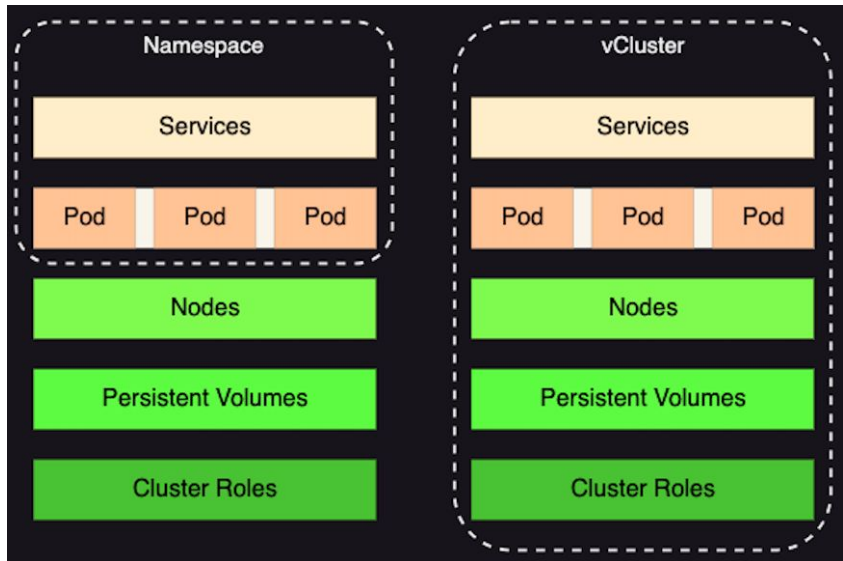 Namespace
Services
Pod Pod Pod
Nodes
Persistent Volumes
Cluster Roles
vCluster
Services
Pod Pod Pod
Nodes
Persistent Volumes
Cluster Roles